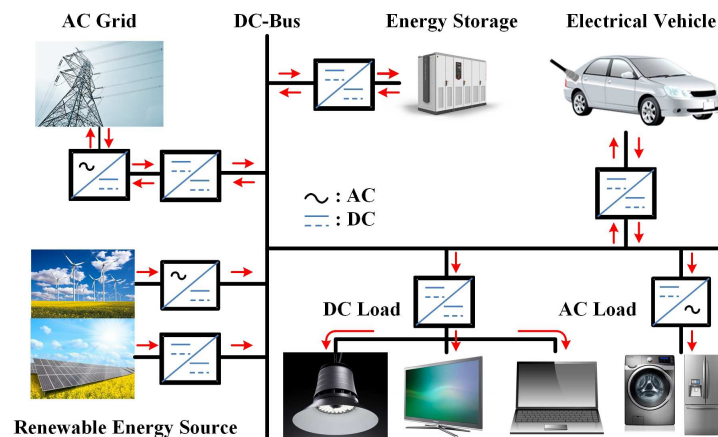 AC Grid
DC-Bus
Energy Storage
Electrical Vehicle
∼ : AC
⎓ : DC
DC Load
AC Load
Renewable Energy Source